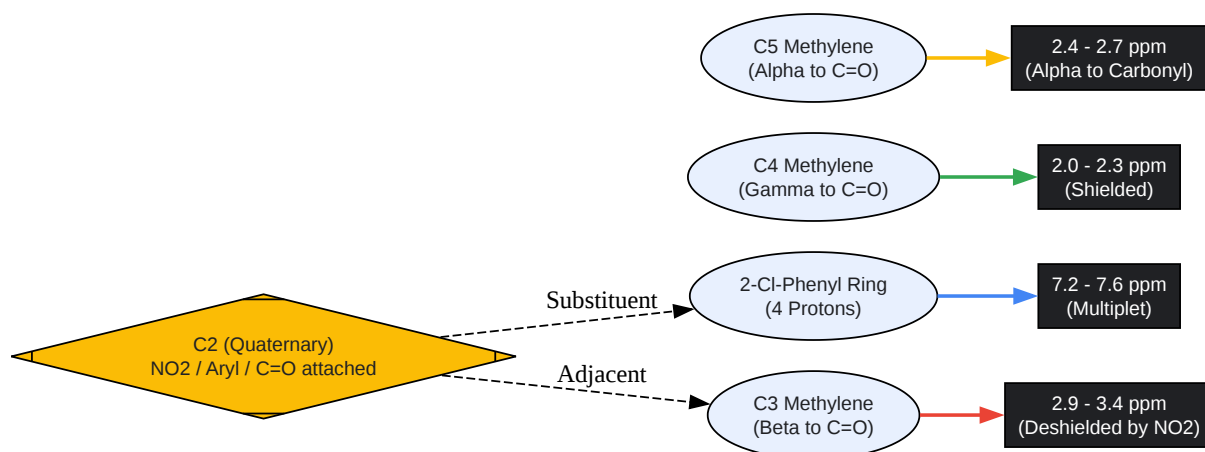 C5 Methylene
(Alpha to C=O)
2.4 - 2.7 ppm
(Alpha to Carbonyl)
C4 Methylene
(Gamma to C=O)
2.0 - 2.3 ppm
(Shielded)
Substituent
2-Cl-Phenyl Ring
(4 Protons)
7.2 - 7.6 ppm
(Multiplet)
C2 (Quaternary)
NO2 / Aryl / C=O attached
Adjacent
C3 Methylene
(Beta to C=O)
2.9 - 3.4 ppm
(Deshielded by NO2)